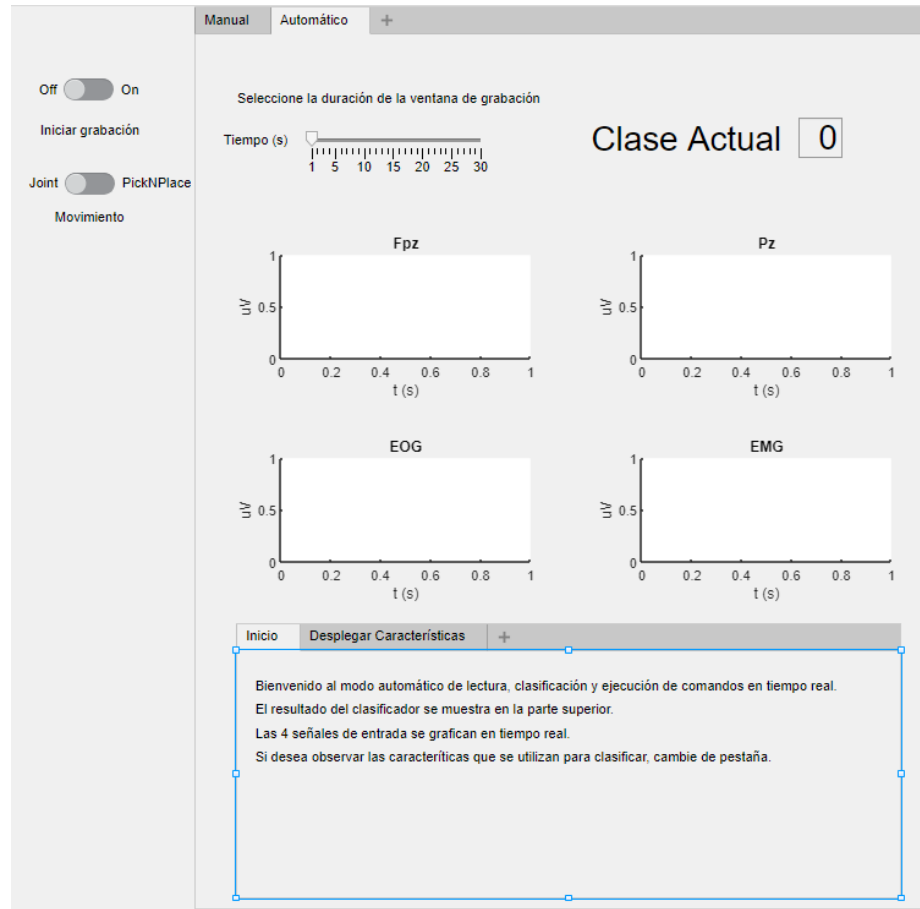 Manual Automático +
Off On
Iniciar grabación
Joint PickNPlace
Movimiento
Seleccione la duración de la ventana de grabación
Tiempo (s)
1 5 10 15 20 25 30
Clase Actual 0
Fpz
uV
1
0.5
0
0 0.2 0.4 0.6 0.8 1
t (s)
Pz
uV
1
0.5
0
0 0.2 0.4 0.6 0.8 1
t (s)
EOG
uV
1
0.5
0
0 0.2 0.4 0.6 0.8 1
t (s)
EMG
uV
1
0.5
0
0 0.2 0.4 0.6 0.8 1
t (s)
Inicio Desplegar Características +
Bienvenido al modo automático de lectura, clasificación y ejecución de comandos en tiempo real.
El resultado del clasificador se muestra en la parte superior.
Las 4 señales de entrada se grafican en tiempo real.
Si desea observar las caracteríticas que se utilizan para clasificar, cambie de pestaña.